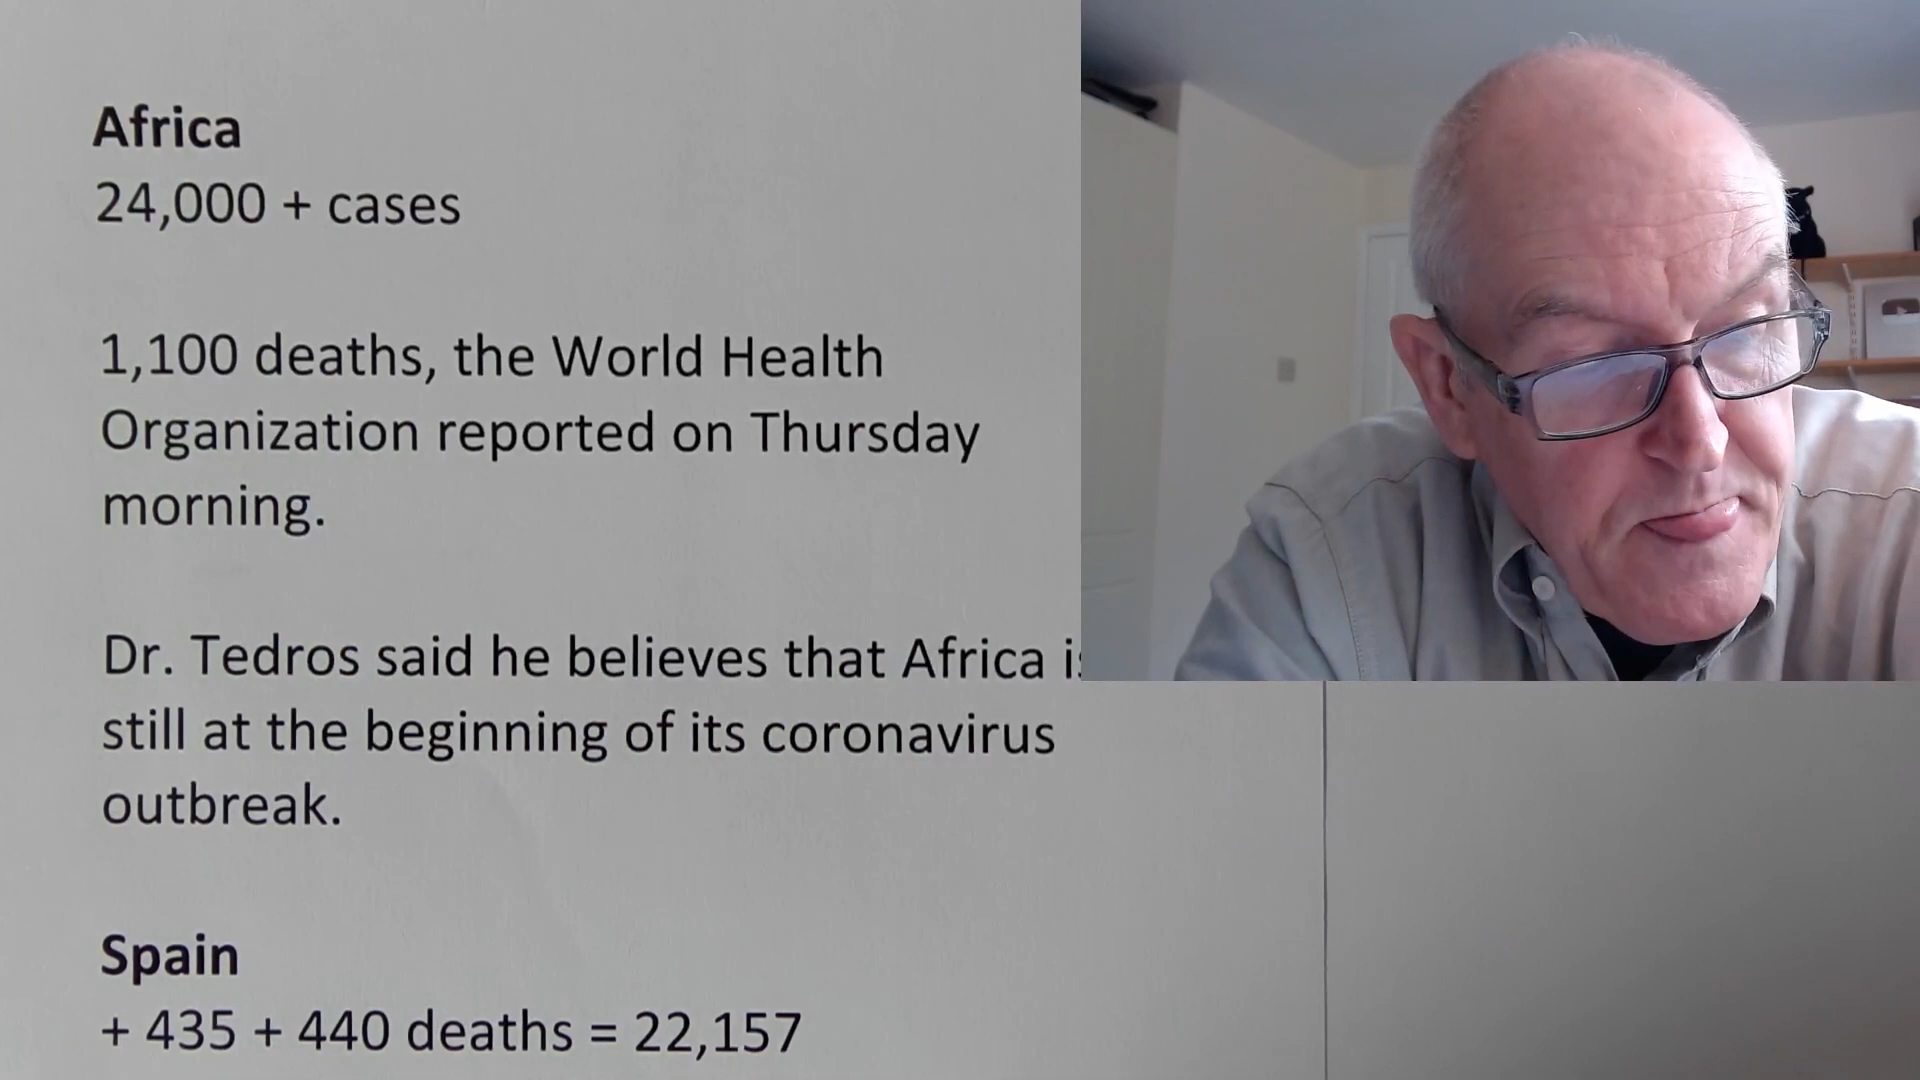 Africa
24,000 + cases
1,100 deaths, the World Health
Organization reported on Thursday
morning.
Dr. Tedros said he believes that Africa is
still at the beginning of its coronavirus
outbreak.
Spain
+ 435 + 440 deaths = 22,157